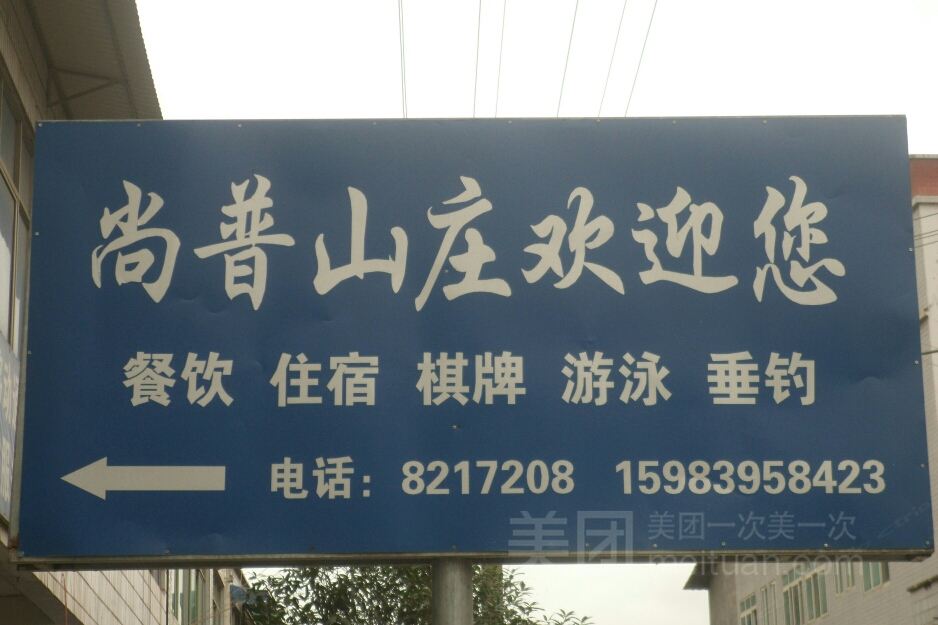 尚普山庄欢迎您
餐饮 住宿 棋牌 游泳 垂钓
电话：8217208 15983958423
美团 美团一次美一次
meituan.com